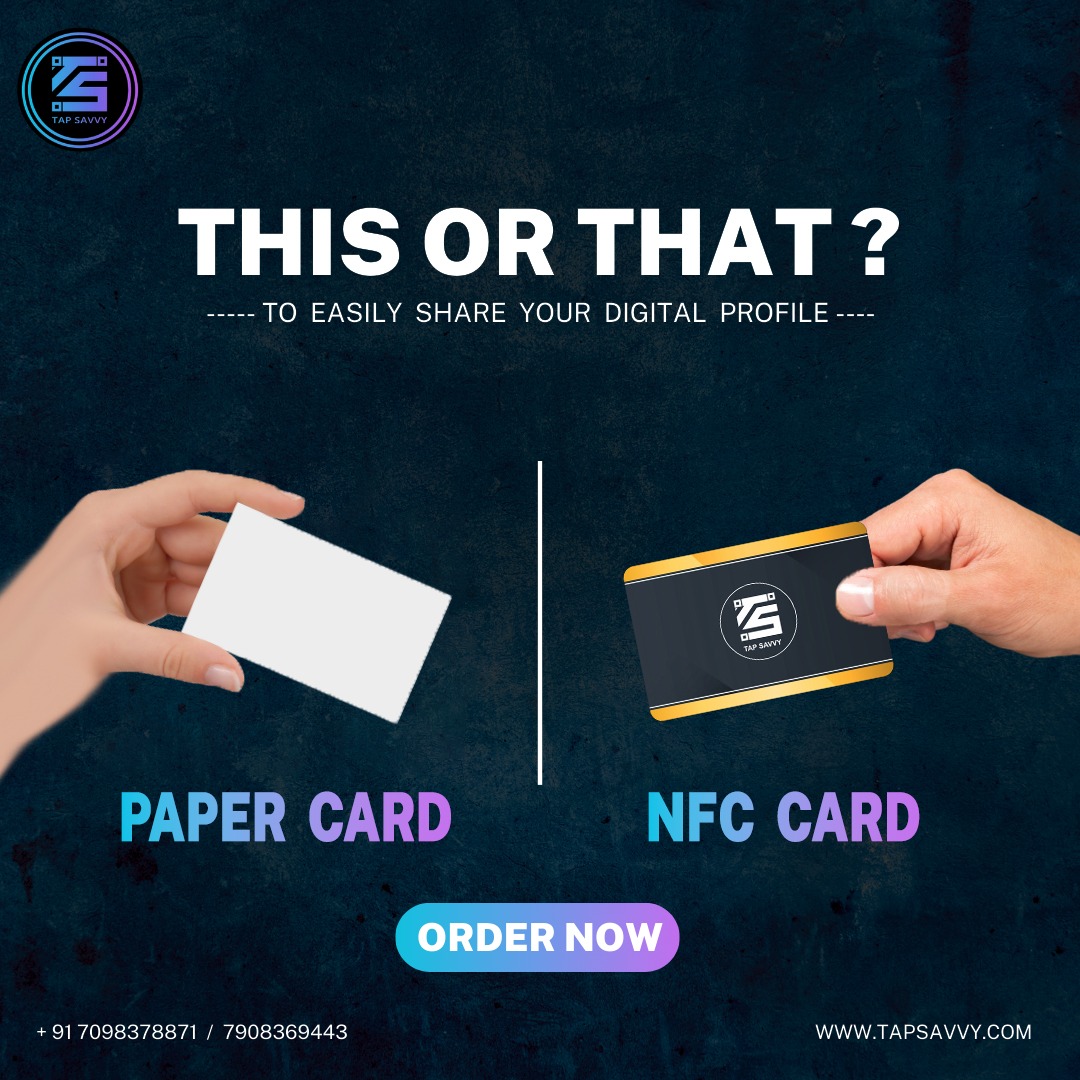 TAP SAVVY
THIS OR THAT ?
----- TO EASILY SHARE YOUR DIGITAL PROFILE ----
TAP SAVVY
PAPER CARD
NFC CARD
ORDER NOW
+ 91 7098378871 / 7908369443
WWW.TAPSAVVY.COM